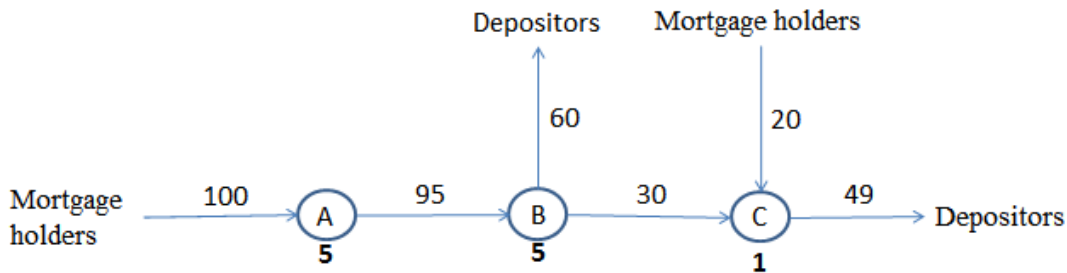 Depositors
Mortgage holders
60
20
Mortgage
holders
100
A
5
95
B
5
30
C
1
49
Depositors